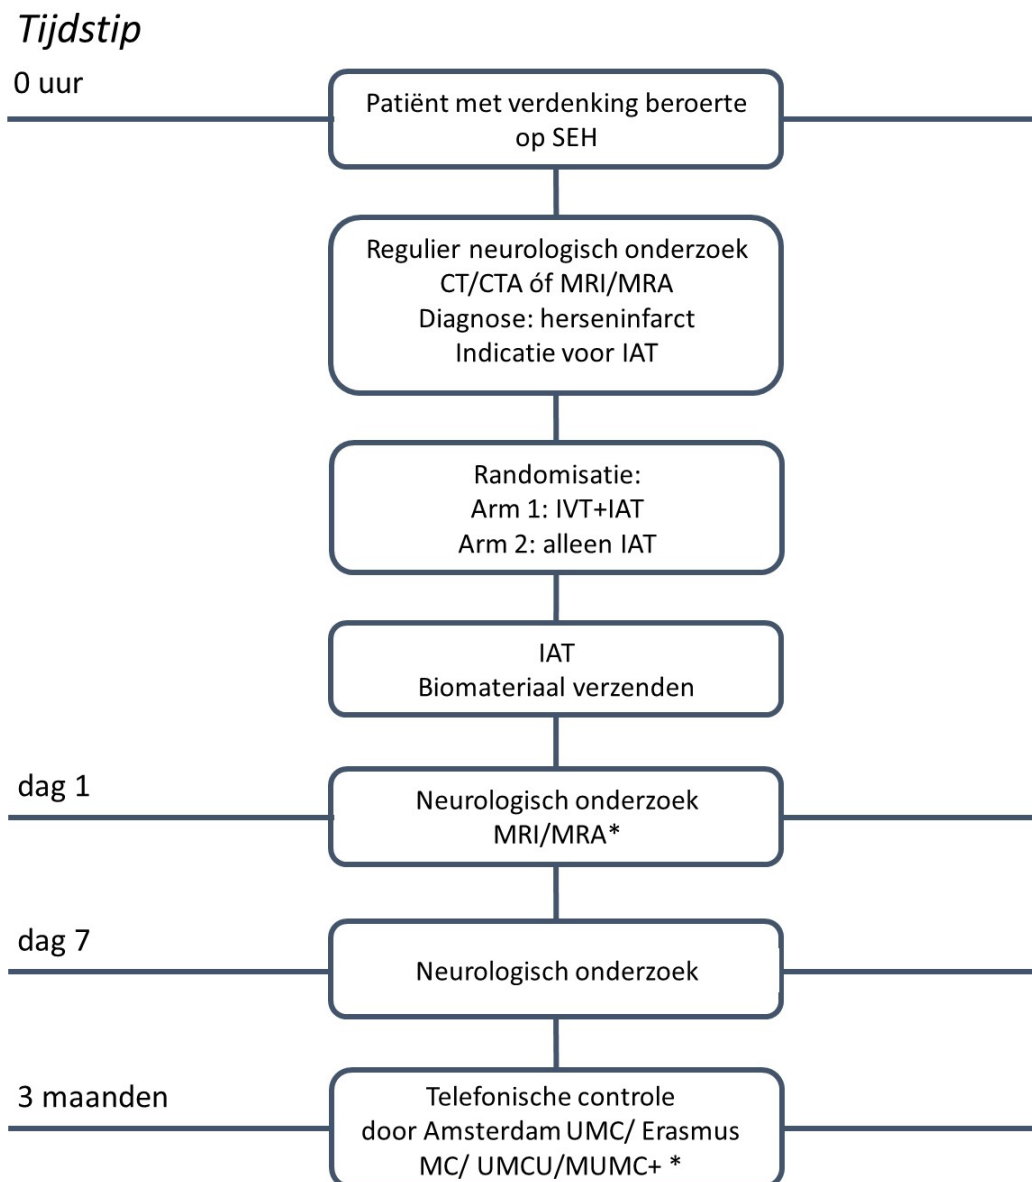 Tijdstip
0 uur
Patiënt met verdenking beroerte
op SEH
Regulier neurologisch onderzoek
CT/CTA óf MRI/MRA
Diagnose: herseninfarct
Indicatie voor IAT
Randomisatie:
Arm 1: IVT+IAT
Arm 2: alleen IAT
IAT
Biomateriaal verzenden
dag 1
Neurologisch onderzoek
MRI/MRA*
dag 7
Neurologisch onderzoek
3 maanden
Telefonische controle
door Amsterdam UMC/ Erasmus
MC/ UMCU/MUMC+ *